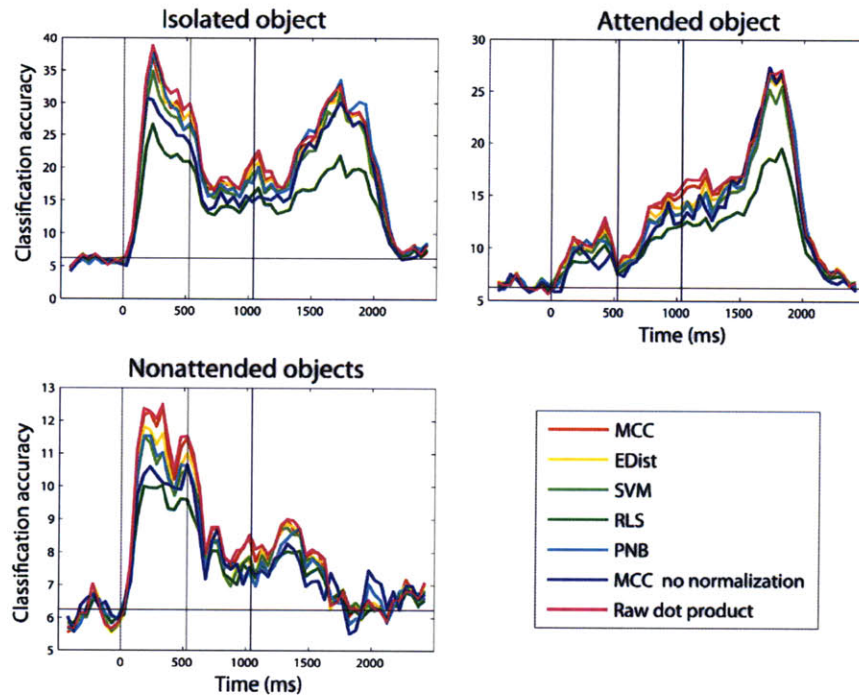 Isolated object
Classification accuracy
40
35
30
25
20
15
10
5
0
0
500
1000
1500
2000
Attended object
30
25
20
15
10
5
0
500
1000
1500
2000
Time (ms)
Nonattended objects
Classification accuracy
13
12
11
10
9
8
7
6
5
0
500
1000
1500
2000
Time (ms)
MCC
EDist
SVM
RLS
PNB
MCC no normalization
Raw dot product